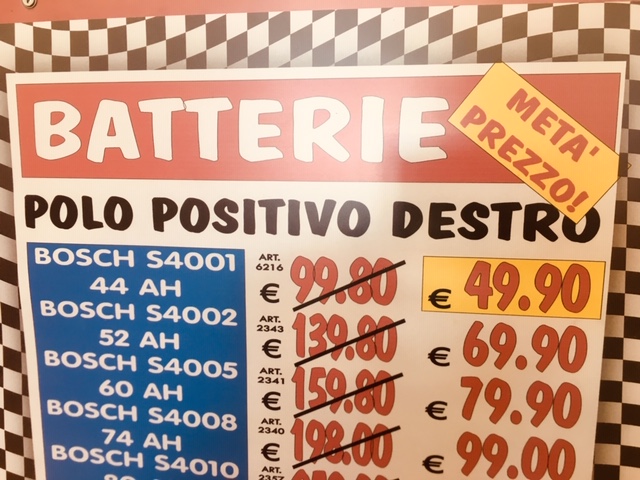 BATTERIE
META'
PREZZO!
POLO POSITIVO DESTRO
BOSCH S4001
44 AH
ART.
6216
€ 99.80
€ 49.90
BOSCH S4002
52 AH
ART.
2343
€ 139.80
€ 69.90
BOSCH S4005
60 AH
ART.
2341
€ 159.80
€ 79.90
BOSCH S4008
74 AH
ART.
2340
€ 198.00
€ 99.00
BOSCH S4010
ART.
2357